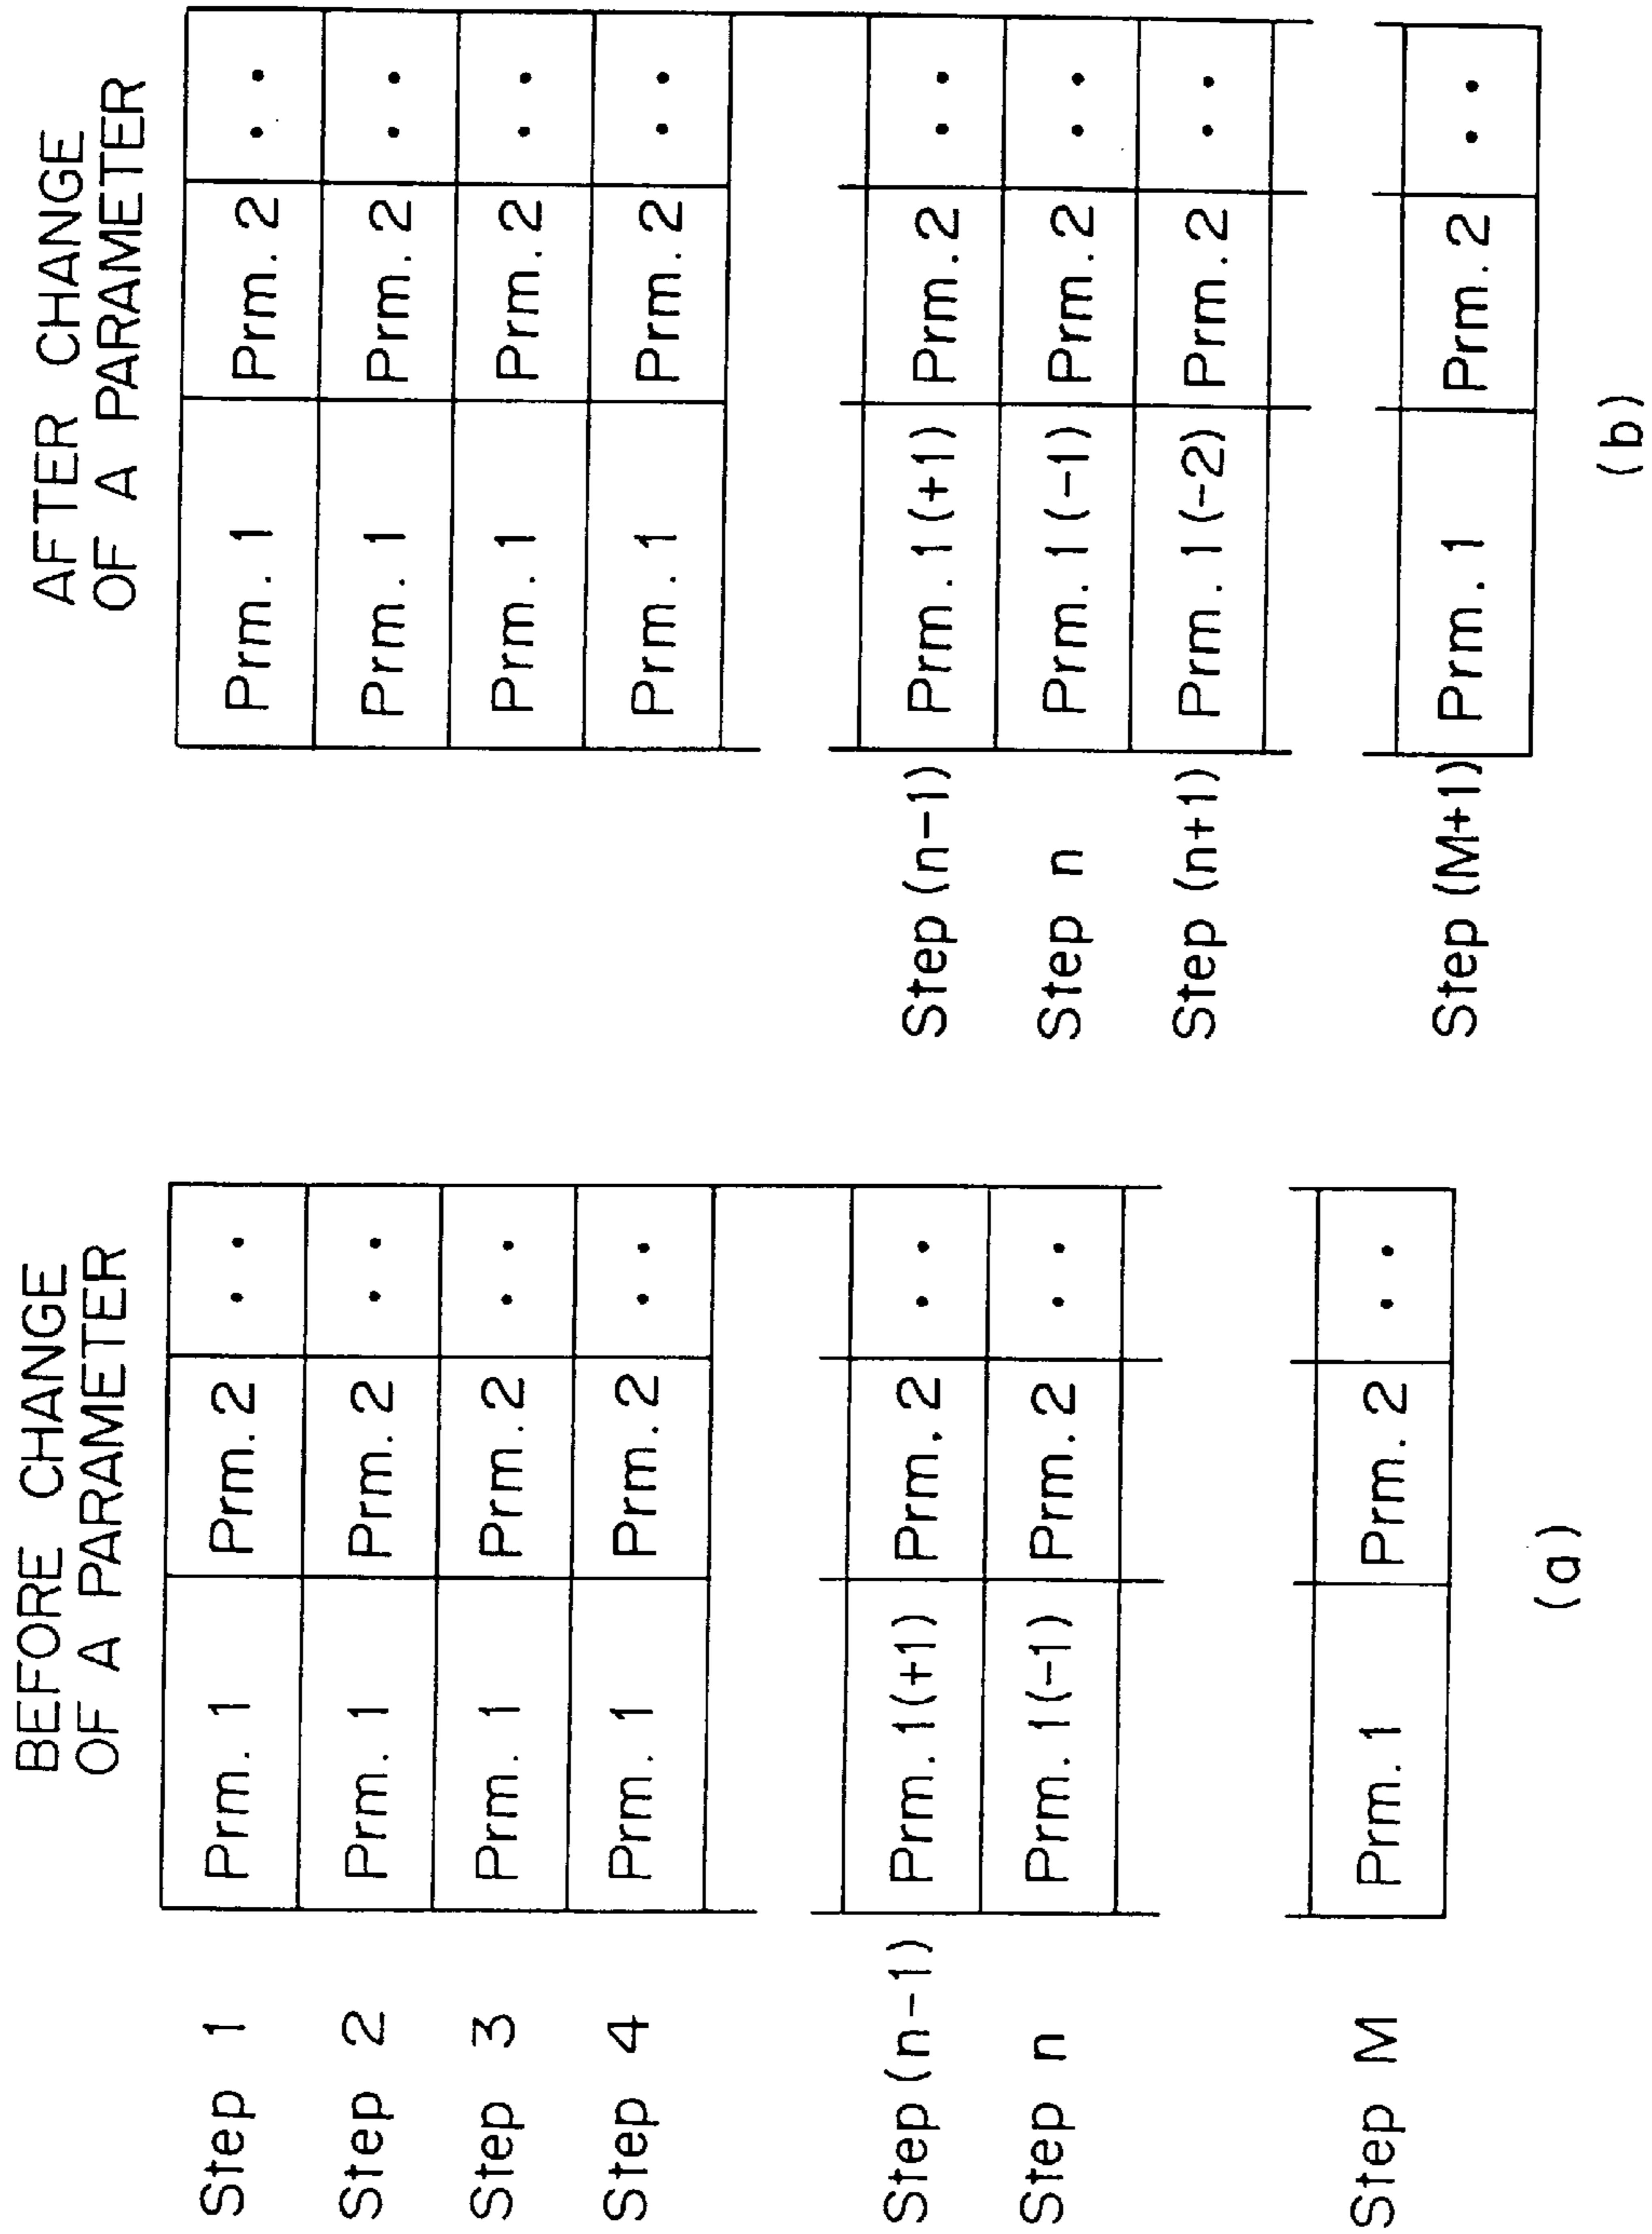 BEFORE CHANGE
OF A PARAMETER
Step 1 Prm. 1 Prm. 2 ··
Step 2 Prm. 1 Prm. 2 ··
Step 3 Prm. 1 Prm. 2 ··
Step 4 Prm. 1 Prm. 2 ··
Step (n-1) Prm. 1(+1) Prm. 2 ··
Step n Prm. 1(-1) Prm. 2 ··
Step M Prm. 1 Prm. 2 ··
(a)
AFTER CHANGE
OF A PARAMETER
Prm. 1 Prm. 2 ··
Prm. 1 Prm. 2 ··
Prm. 1 Prm. 2 ··
Prm. 1 Prm. 2 ··
Step (n-1) Prm. 1(+1) Prm. 2 ··
Step n Prm. 1(-1) Prm. 2 ··
Step (n+1) Prm. 1(-2) Prm. 2 ··
Step (M+1) Prm. 1 Prm. 2 ··
(b)